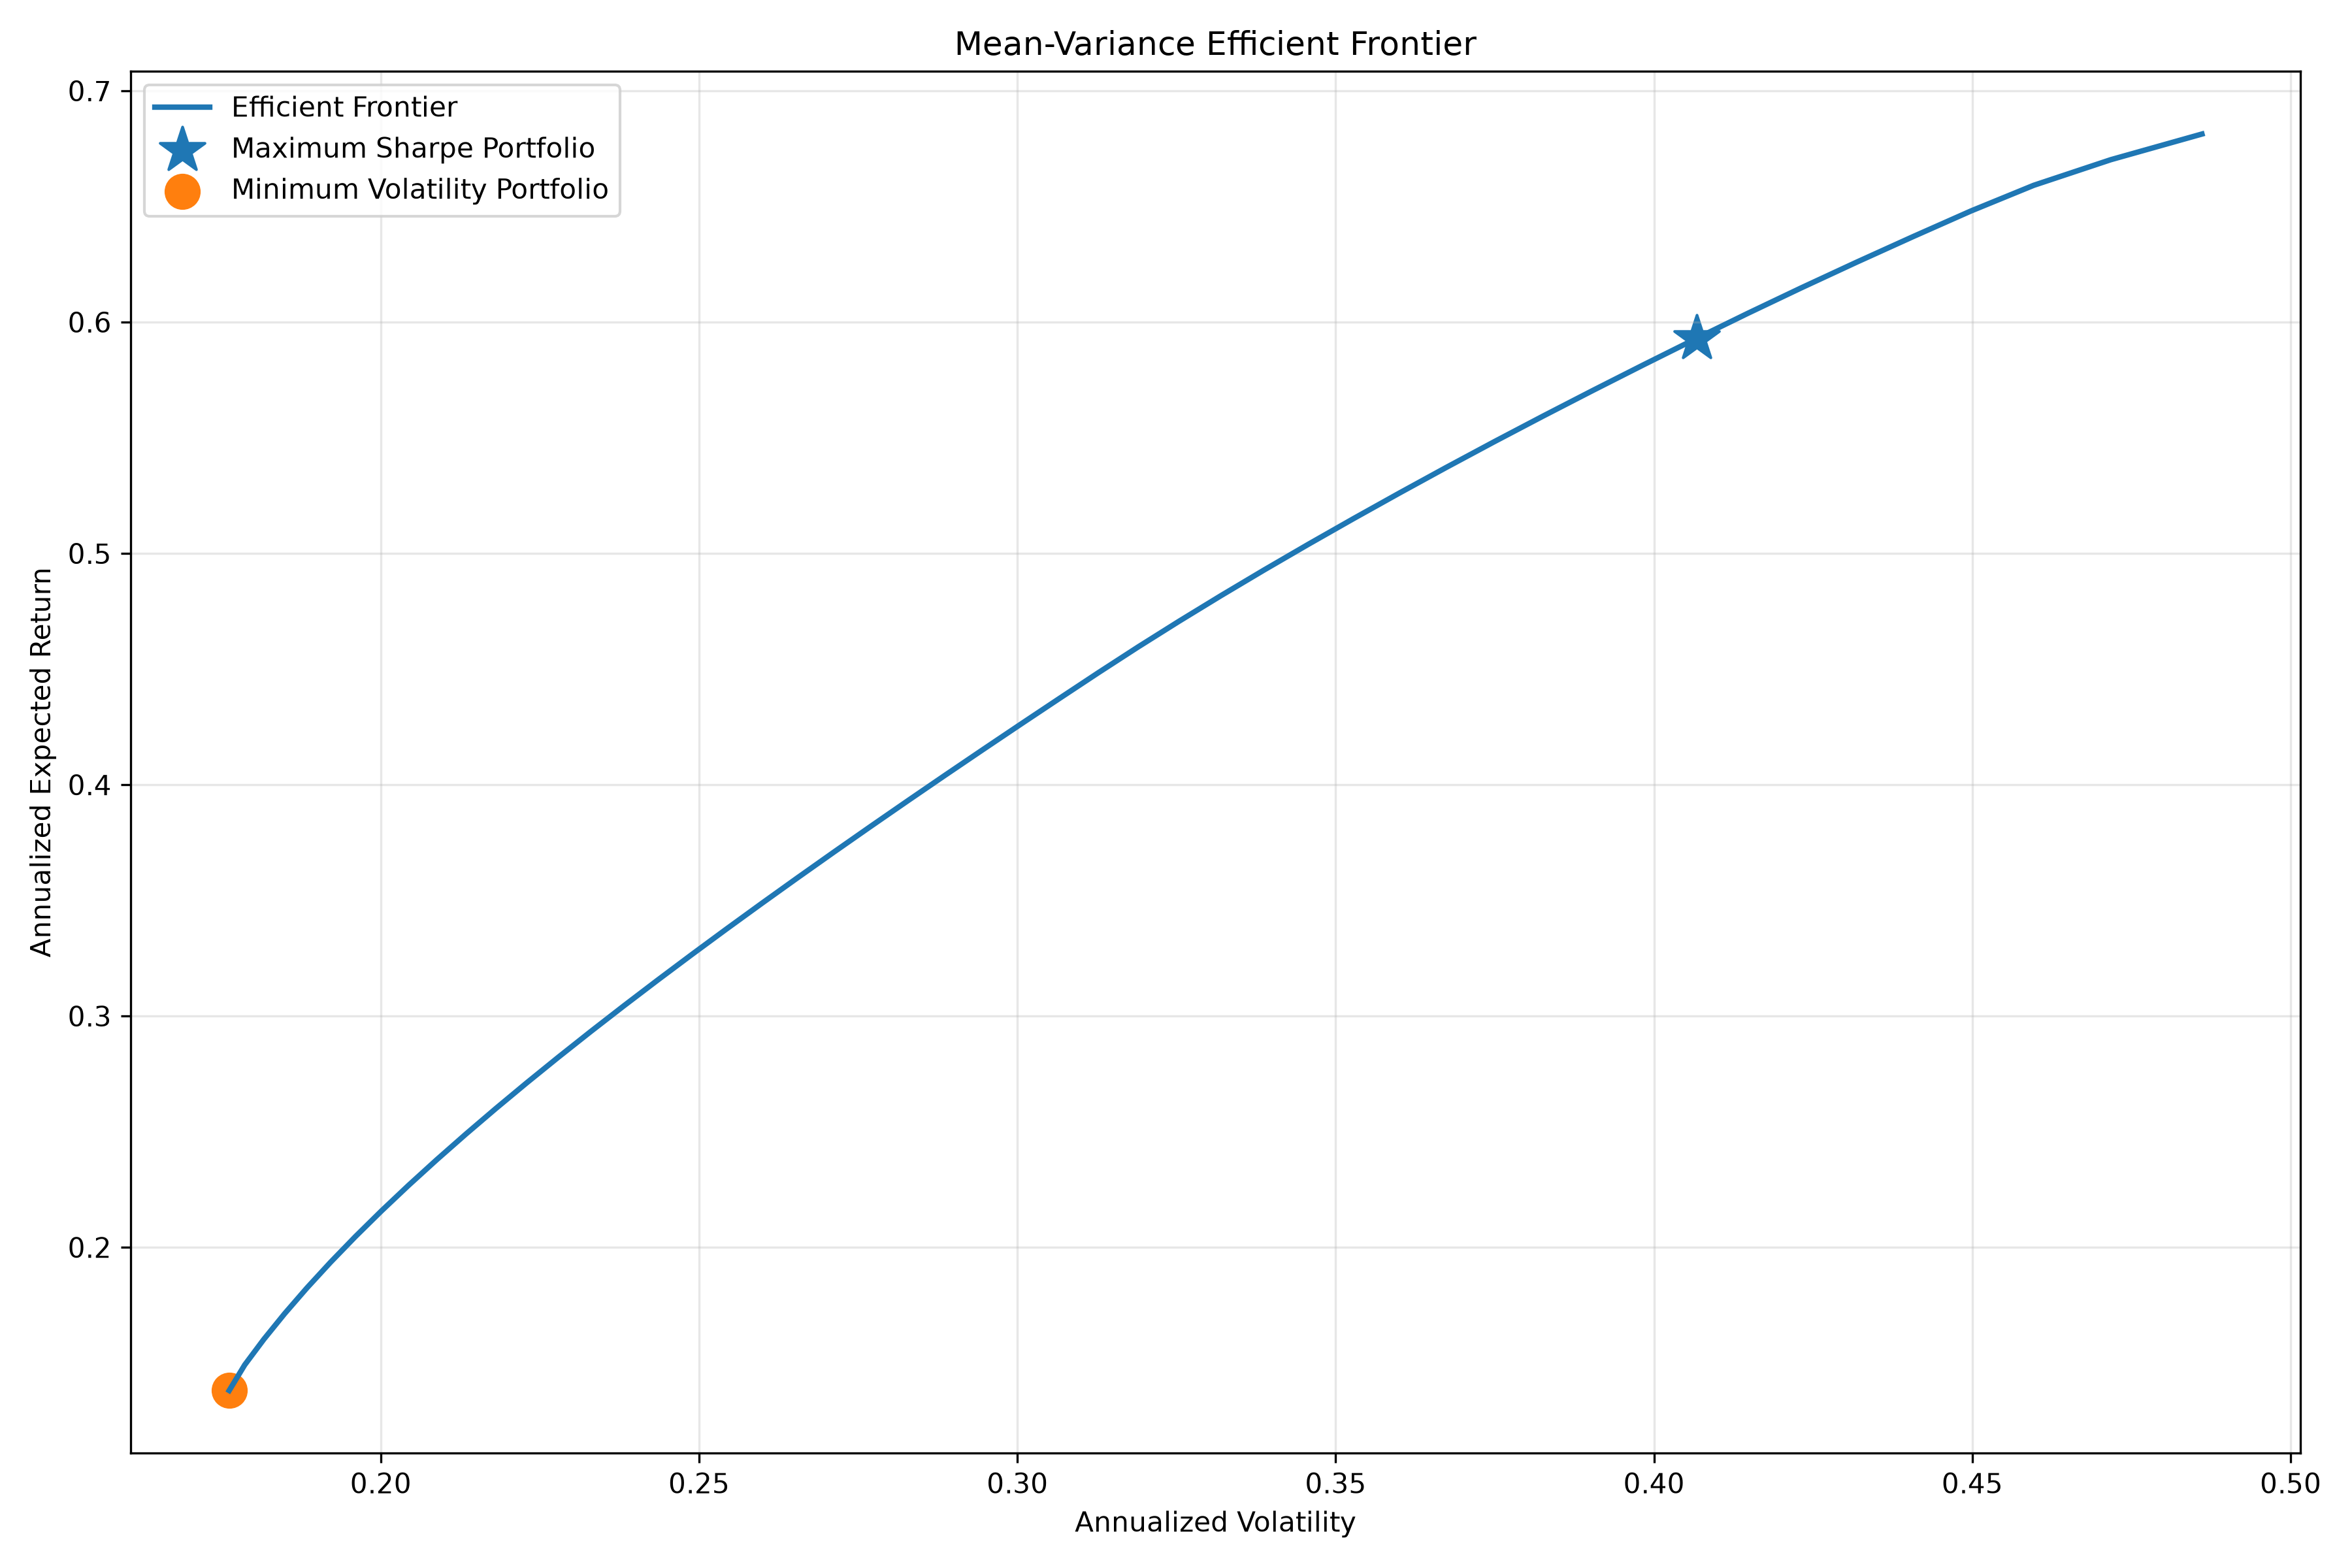 Mean-Variance Efficient Frontier
Efficient Frontier
Maximum Sharpe Portfolio
Minimum Volatility Portfolio
Annualized Expected Return
0.7
0.6
0.5
0.4
0.3
0.2
0.20 0.25 0.30 0.35 0.40 0.45 0.50
Annualized Volatility